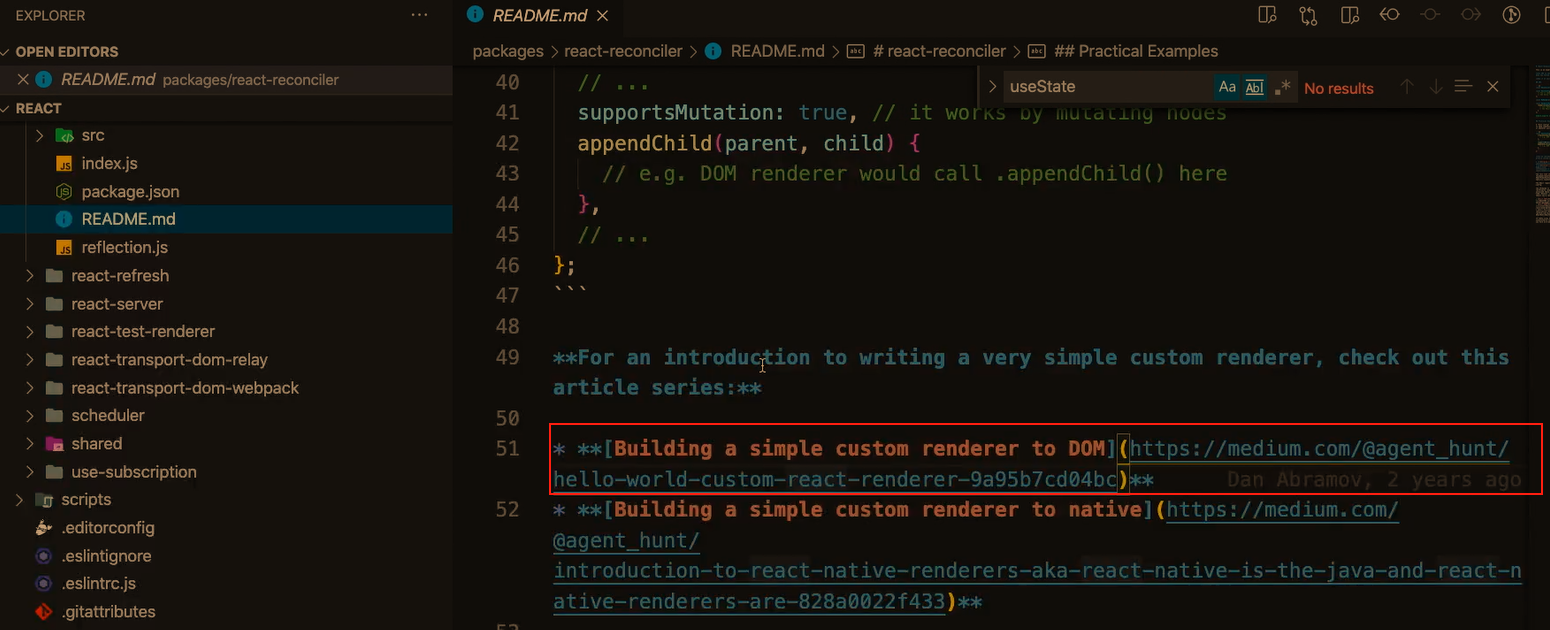 EXPLORER
···
OPEN EDITORS
README.md packages/react-reconciler
REACT
src
index.js
package.json
README.md
reflection.js
react-refresh
react-server
react-test-renderer
react-transport-dom-relay
react-transport-dom-webpack
scheduler
shared
use-subscription
scripts
.editorconfig
.eslintignore
.eslintrc.js
.gitattributes
README.md
packages > react-reconciler > README.md > # react-reconciler > ## Practical Examples
useState Aa Abl .* No results
40 // ...
41 supportsMutation: true, // it works by mutating nodes
42 appendChild(parent, child) {
43 // e.g. DOM renderer would call .appendChild() here
44 },
45 // ...
46 };
47 ```
48
49 **For an introduction to writing a very simple custom renderer, check out this
article series:**
50
51 * **[Building a simple custom renderer to DOM](https://medium.com/@agent_hunt/
hello-world-custom-react-renderer-9a95b7cd04bc)** Dan Abramov, 2 years ago
52 * **[Building a simple custom renderer to native](https://medium.com/
@agent_hunt/
introduction-to-react-native-renderers-aka-react-native-is-the-java-and-react-n
ative-renderers-are-828a0022f433)**